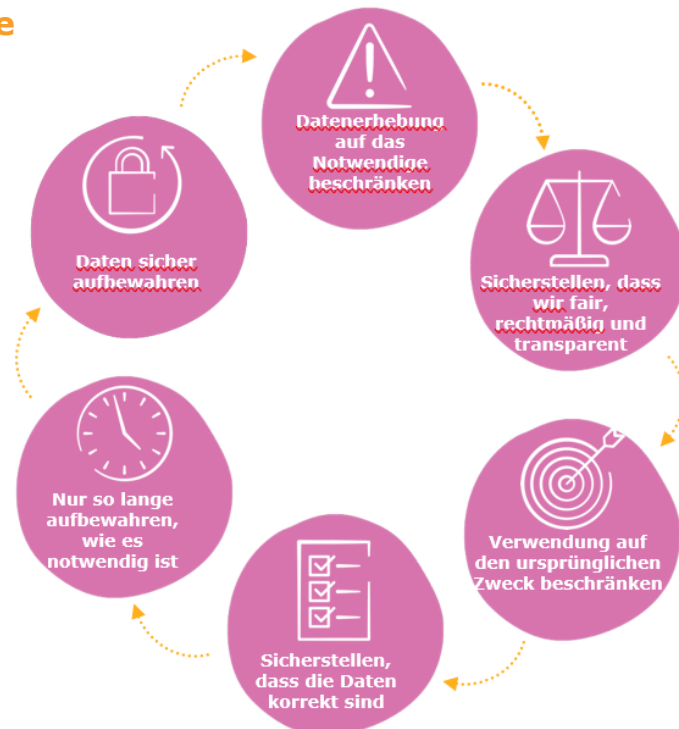 e
Datenerhebung
auf das
Notwendige
beschränken
Sicherstellen, dass
wir fair,
rechtmäßig und
transparent
Verwendung auf
den ursprünglichen
Zweck beschränken
Sicherstellen,
dass die Daten
korrekt sind
Nur so lange
aufbewahren,
wie es
notwendig ist
Daten sicher
aufbewahren